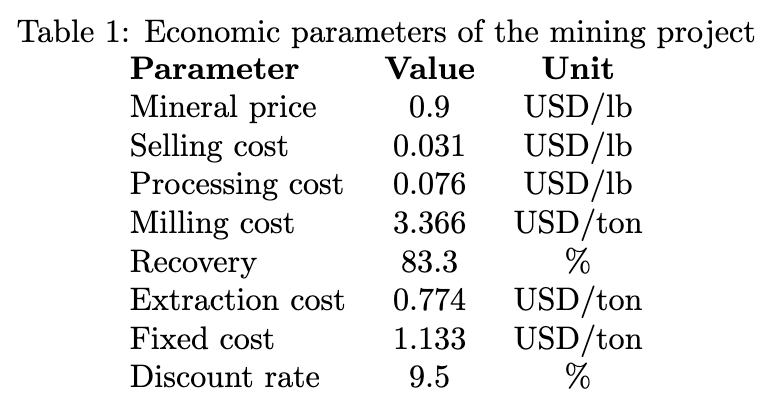 Table 1: Economic parameters of the mining project
Parameter Value Unit
Mineral price 0.9 USD/lb
Selling cost 0.031 USD/lb
Processing cost 0.076 USD/lb
Milling cost 3.366 USD/ton
Recovery 83.3 %
Extraction cost 0.774 USD/ton
Fixed cost 1.133 USD/ton
Discount rate 9.5 %